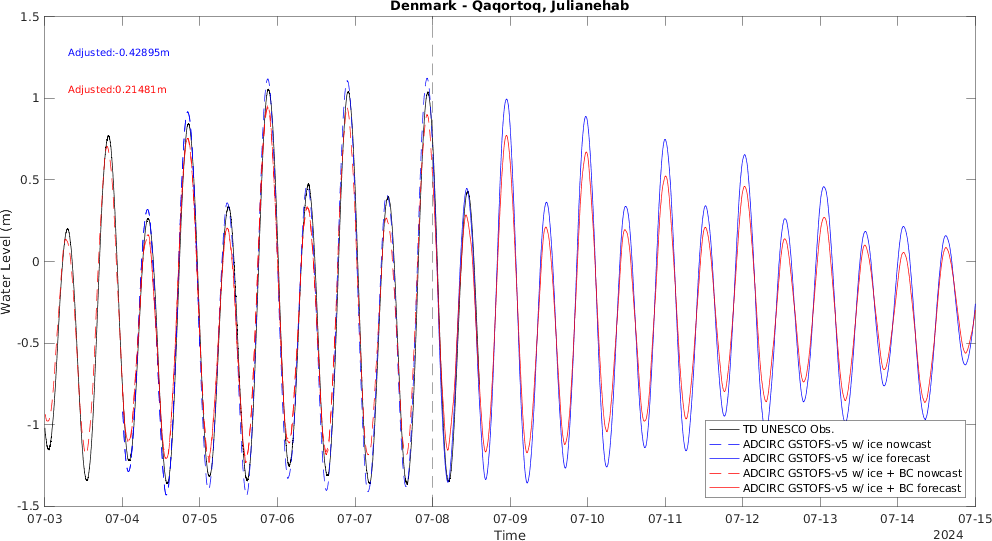 Denmark - Qaqortoq, Julianehab
Adjusted:-0.42895m
Adjusted:0.21481m
Water Level (m)
1.5
1
0.5
0
-0.5
-1
-1.5
TD UNESCO Obs.
ADCIRC GSTOFS-v5 w/ ice nowcast
ADCIRC GSTOFS-v5 w/ ice forecast
ADCIRC GSTOFS-v5 w/ ice + BC nowcast
ADCIRC GSTOFS-v5 w/ ice + BC forecast
07-03 07-04 07-05 07-06 07-07 07-08 07-09 07-10 07-11 07-12 07-13 07-14 07-15
Time
2024